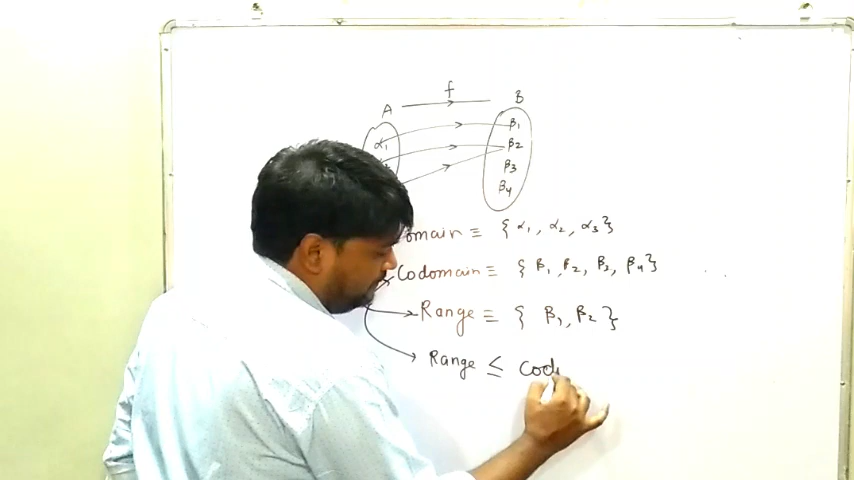 f
A B
α₁ β₁
β₂
β₃
β₄
omain ≡ { α₁, α₂, α₃}
Codomain ≡ { β₁, β₂, β₃, β₄}
Range ≡ { β₁, β₂ }
Range ≤ Cod